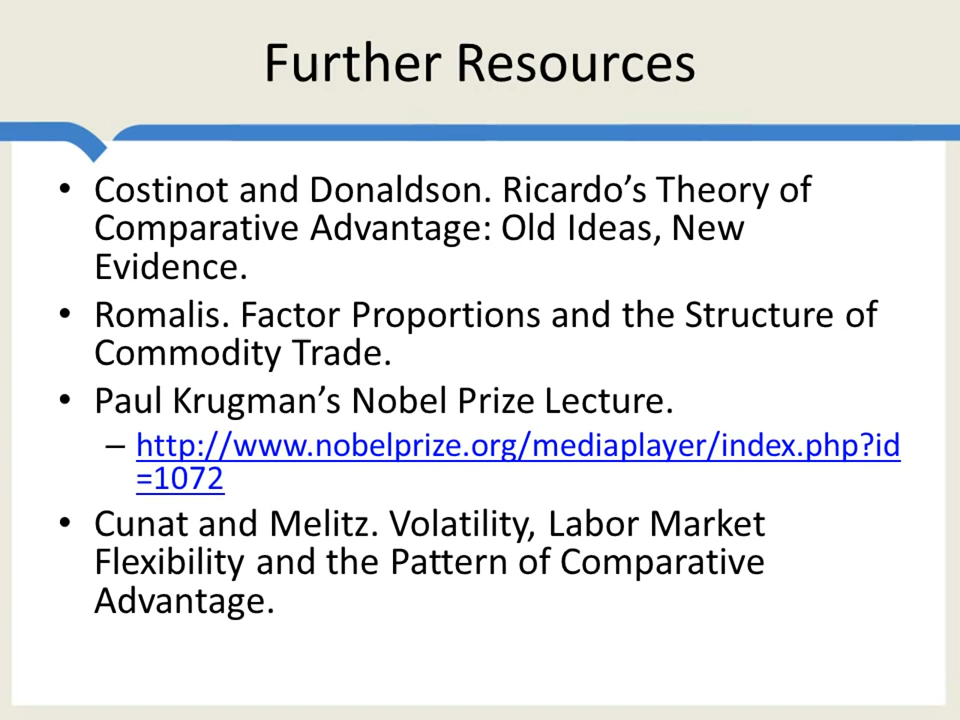 Further Resources
• Costinot and Donaldson. Ricardo’s Theory of
Comparative Advantage: Old Ideas, New
Evidence.
• Romalis. Factor Proportions and the Structure of
Commodity Trade.
• Paul Krugman’s Nobel Prize Lecture.
– http://www.nobelprize.org/mediaplayer/index.php?id
=1072
• Cunat and Melitz. Volatility, Labor Market
Flexibility and the Pattern of Comparative
Advantage.